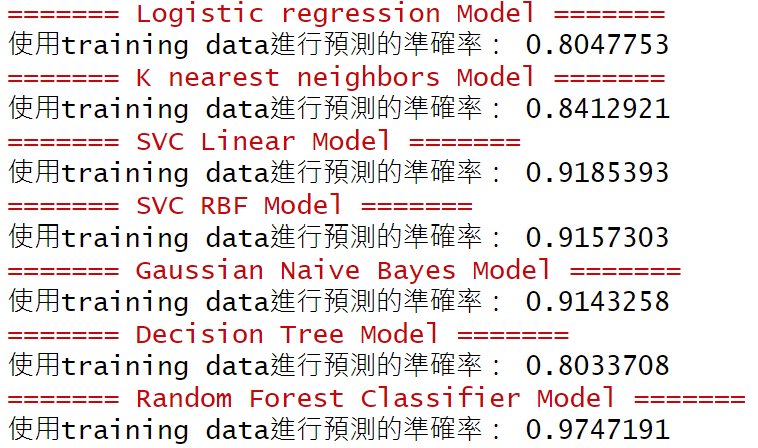 ======= Logistic regression Model =======
使用training data進行預測的準確率： 0.8047753
======= K nearest neighbors Model =======
使用training data進行預測的準確率： 0.8412921
======= SVC Linear Model =======
使用training data進行預測的準確率： 0.9185393
======= SVC RBF Model =======
使用training data進行預測的準確率： 0.9157303
======= Gaussian Naive Bayes Model =======
使用training data進行預測的準確率： 0.9143258
======= Decision Tree Model =======
使用training data進行預測的準確率： 0.8033708
======= Random Forest Classifier Model =======
使用training data進行預測的準確率： 0.9747191